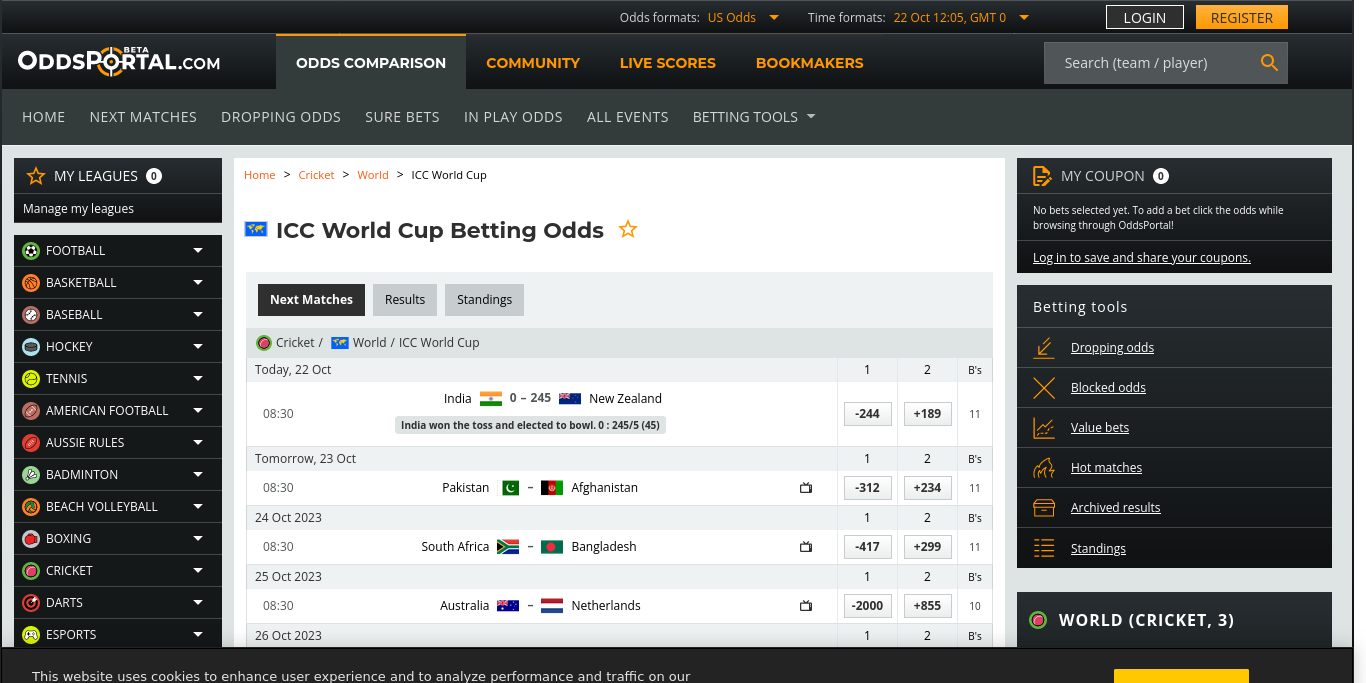 Odds formats: US Odds Time formats: 22 Oct 12:05, GMT 0 LOGIN REGISTER
ODDSPORTAL.COM BETA ODDS COMPARISON COMMUNITY LIVE SCORES BOOKMAKERS Search (team / player)
HOME NEXT MATCHES DROPPING ODDS SURE BETS IN PLAY ODDS ALL EVENTS BETTING TOOLS
MY LEAGUES 0
Manage my leagues
FOOTBALL
BASKETBALL
BASEBALL
HOCKEY
TENNIS
AMERICAN FOOTBALL
AUSSIE RULES
BADMINTON
BEACH VOLLEYBALL
BOXING
CRICKET
DARTS
ESPORTS
Home > Cricket > World > ICC World Cup
ICC World Cup Betting Odds
Next Matches Results Standings
Cricket / World / ICC World Cup
Today, 22 Oct 1 2 B's
08:30 India 0 – 245 New Zealand -244 +189 11
India won the toss and elected to bowl. 0 : 245/5 (45)
Tomorrow, 23 Oct 1 2 B's
08:30 Pakistan – Afghanistan -312 +234 11
24 Oct 2023 1 2 B's
08:30 South Africa – Bangladesh -417 +299 11
25 Oct 2023 1 2 B's
08:30 Australia – Netherlands -2000 +855 10
26 Oct 2023 1 2 B's
MY COUPON 0
No bets selected yet. To add a bet click the odds while
browsing through OddsPortal!
Log in to save and share your coupons.
Betting tools
Dropping odds
Blocked odds
Value bets
Hot matches
Archived results
Standings
WORLD (CRICKET, 3)
This website uses cookies to enhance user experience and to analyze performance and traffic on our